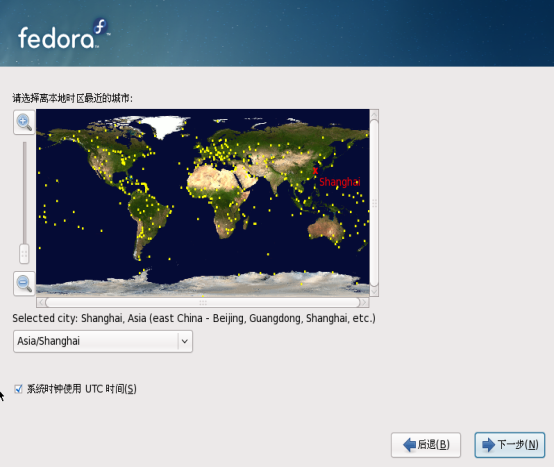 fedora
请选择离本地时区最近的城市:
Shanghai
Selected city: Shanghai, Asia (east China - Beijing, Guangdong, Shanghai, etc.)
Asia/Shanghai
系统时钟使用 UTC 时间(S)
后退(B)
下一步(N)